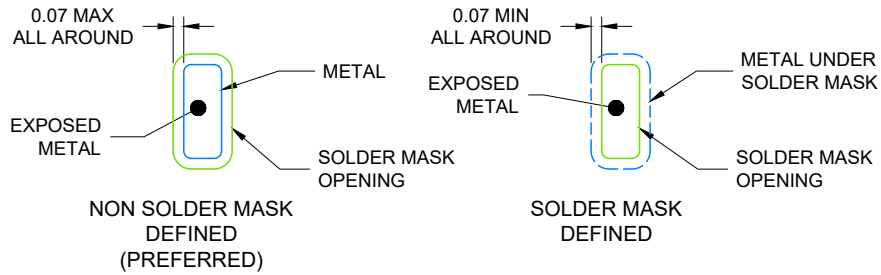 0.07 MAX
ALL AROUND
METAL
EXPOSED
METAL
SOLDER MASK
OPENING
NON SOLDER MASK
DEFINED
(PREFERRED)
0.07 MIN
ALL AROUND
METAL UNDER
SOLDER MASK
EXPOSED
METAL
SOLDER MASK
OPENING
SOLDER MASK
DEFINED